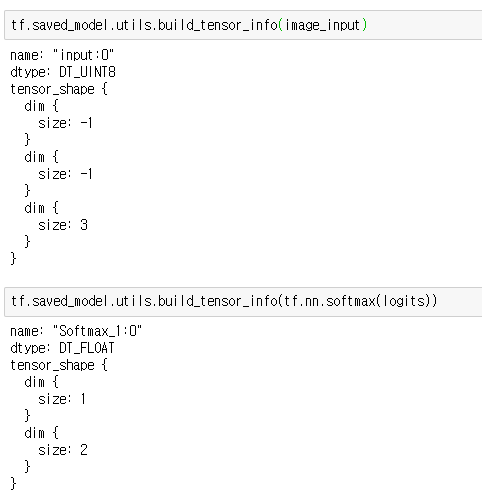 tf.saved_model.utils.build_tensor_info(image_input)
name: "input:0"
dtype: DT_UINT8
tensor_shape {
  dim {
    size: -1
  }
  dim {
    size: -1
  }
  dim {
    size: 3
  }
}
tf.saved_model.utils.build_tensor_info(tf.nn.softmax(logits))
name: "Softmax_1:0"
dtype: DT_FLOAT
tensor_shape {
  dim {
    size: 1
  }
  dim {
    size: 2
  }
}